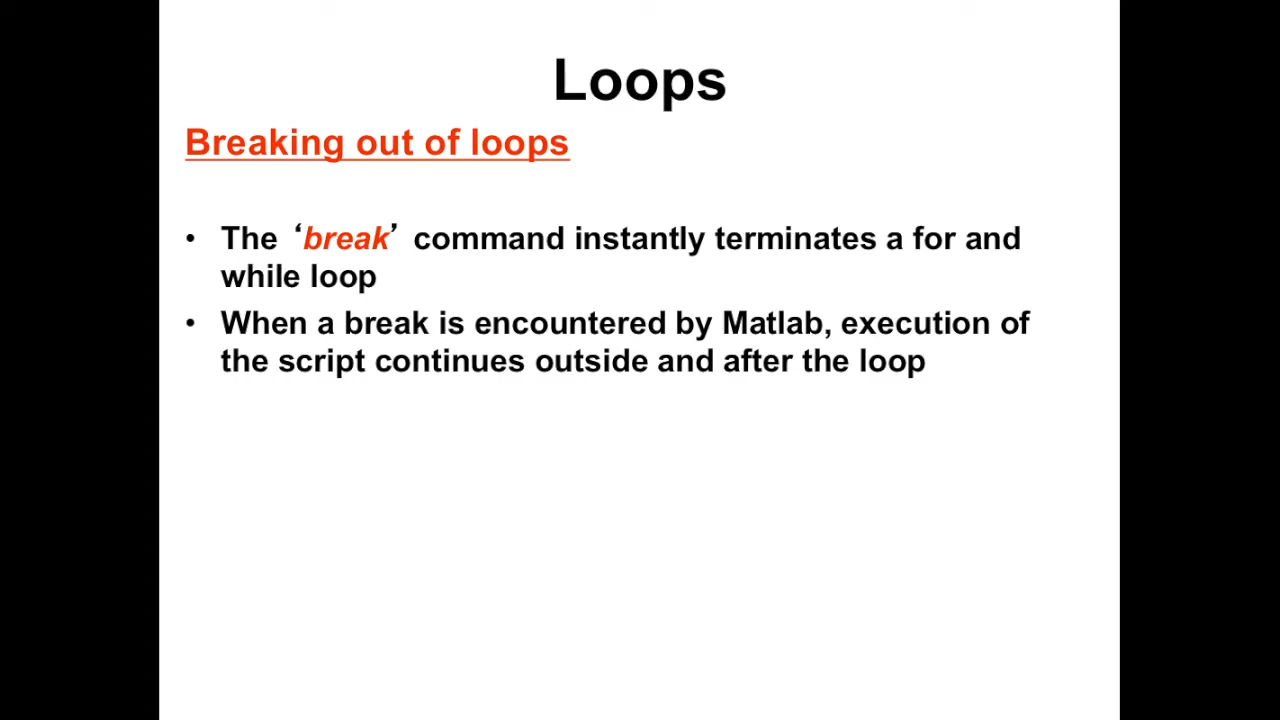 Loops
Breaking out of loops
• The ‘break’ command instantly terminates a for and
while loop
• When a break is encountered by Matlab, execution of
the script continues outside and after the loop